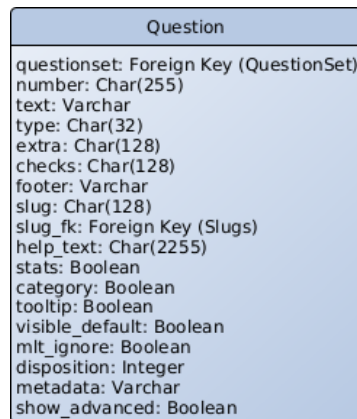 Question
questionset: Foreign Key (QuestionSet)
number: Char(255)
text: Varchar
type: Char(32)
extra: Char(128)
checks: Char(128)
footer: Varchar
slug: Char(128)
slug_fk: Foreign Key (Slugs)
help_text: Char(2255)
stats: Boolean
category: Boolean
tooltip: Boolean
visible_default: Boolean
mlt_ignore: Boolean
disposition: Integer
metadata: Varchar
show_advanced: Boolean